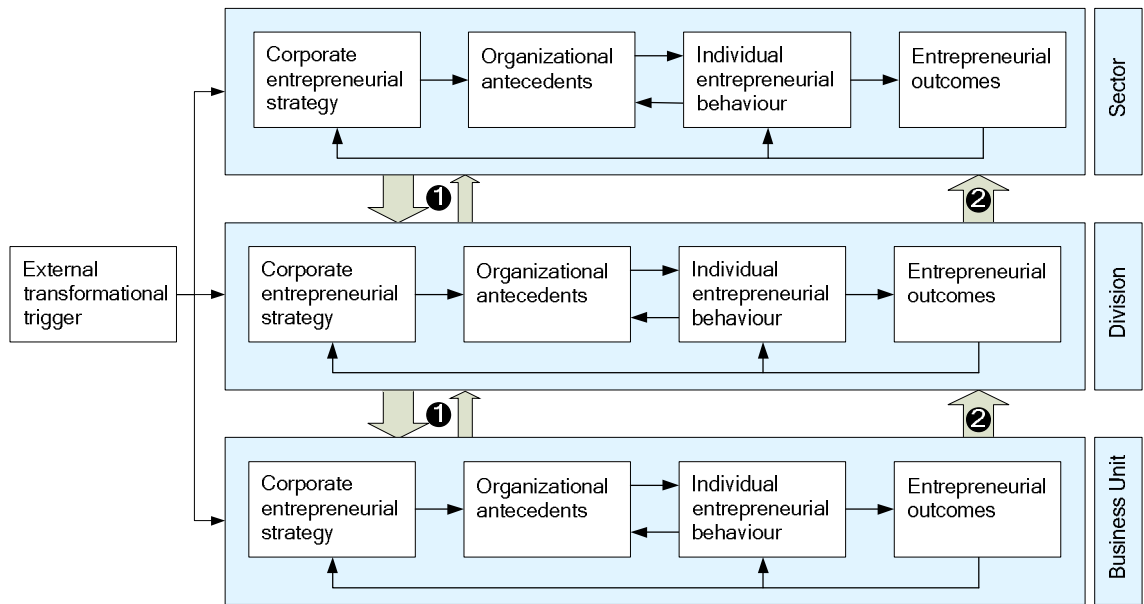 Corporate
entrepreneurial
strategy
Organizational
antecedents
Individual
entrepreneurial
behaviour
Entrepreneurial
outcomes
Sector
1
2
External
transformational
trigger
Corporate
entrepreneurial
strategy
Organizational
antecedents
Individual
entrepreneurial
behaviour
Entrepreneurial
outcomes
Division
1
2
Corporate
entrepreneurial
strategy
Organizational
antecedents
Individual
entrepreneurial
behaviour
Entrepreneurial
outcomes
Business Unit